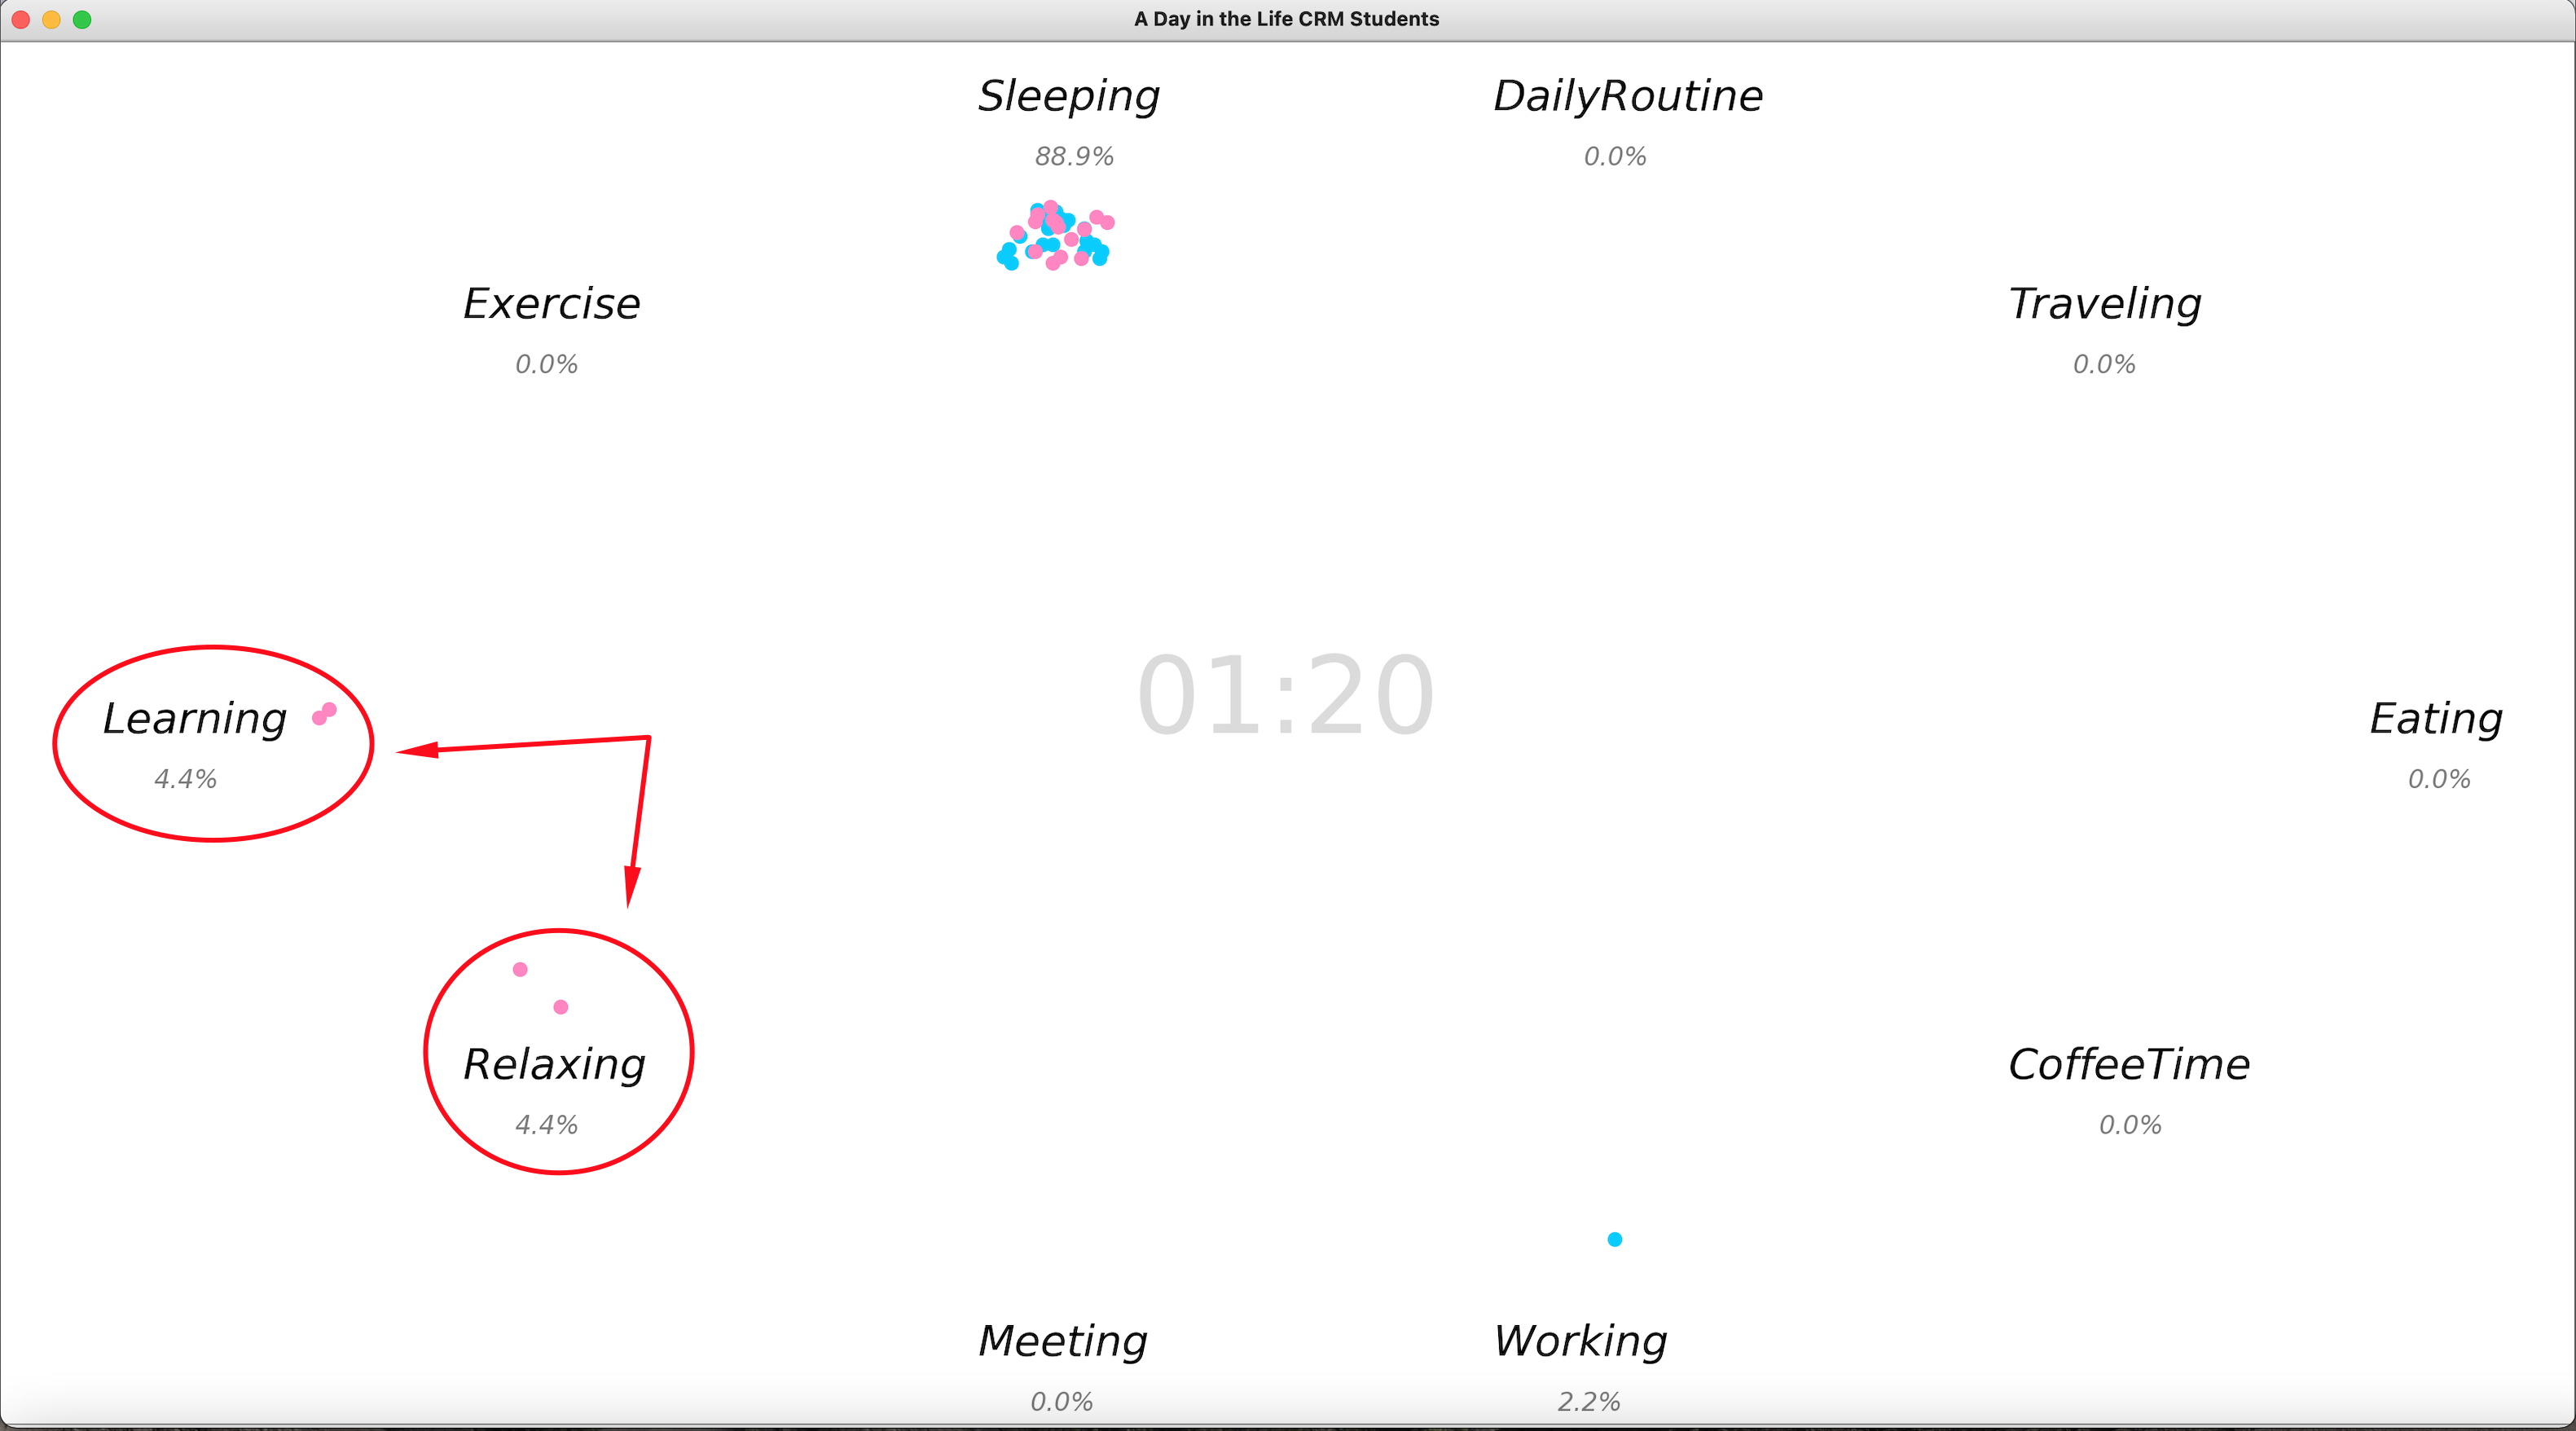 A Day in the Life CRM Students
Sleeping
88.9%
DailyRoutine
0.0%
Exercise
0.0%
Traveling
0.0%
01:20
Learning
4.4%
Eating
0.0%
Relaxing
4.4%
CoffeeTime
0.0%
Meeting
0.0%
Working
2.2%